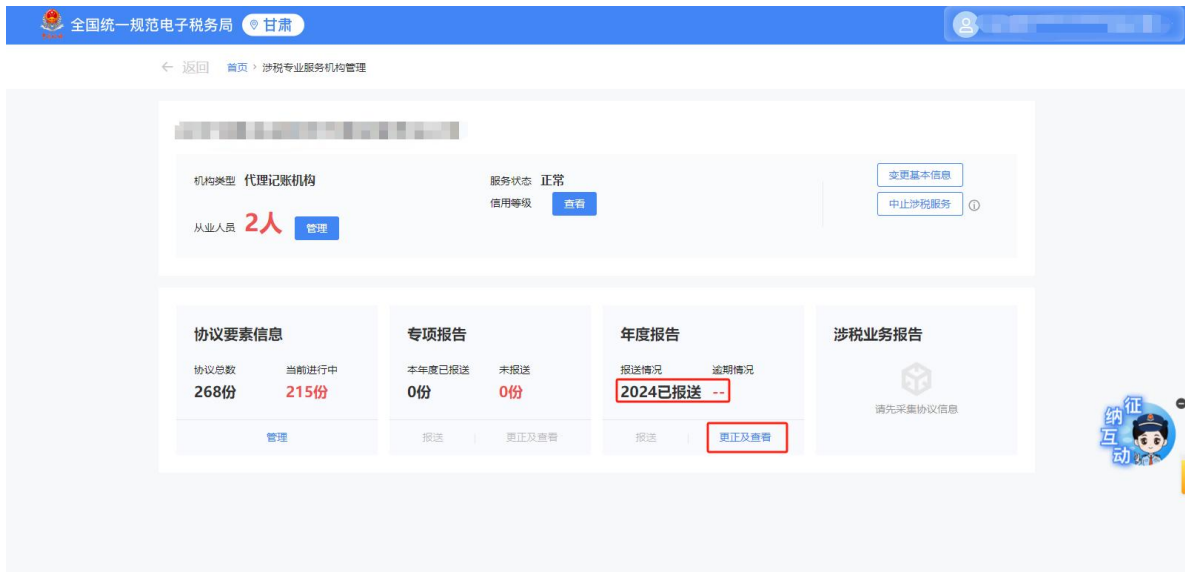 全国统一规范电子税务局 甘肃
返回 首页 > 涉税专业服务机构管理
机构类型 代理记账机构
服务状态 正常
变更基本信息
信用等级 查看
中止涉税服务
从业人员 2人 管理
协议要素信息
协议总数 当前进行中
268份 215份
管理
专项报告
本年度已报送 未报送
0份 0份
报送 更正及查看
年度报告
报送情况 逾期情况
2024已报送 --
报送 更正及查看
涉税业务报告
请先采集协议信息
征纳互动